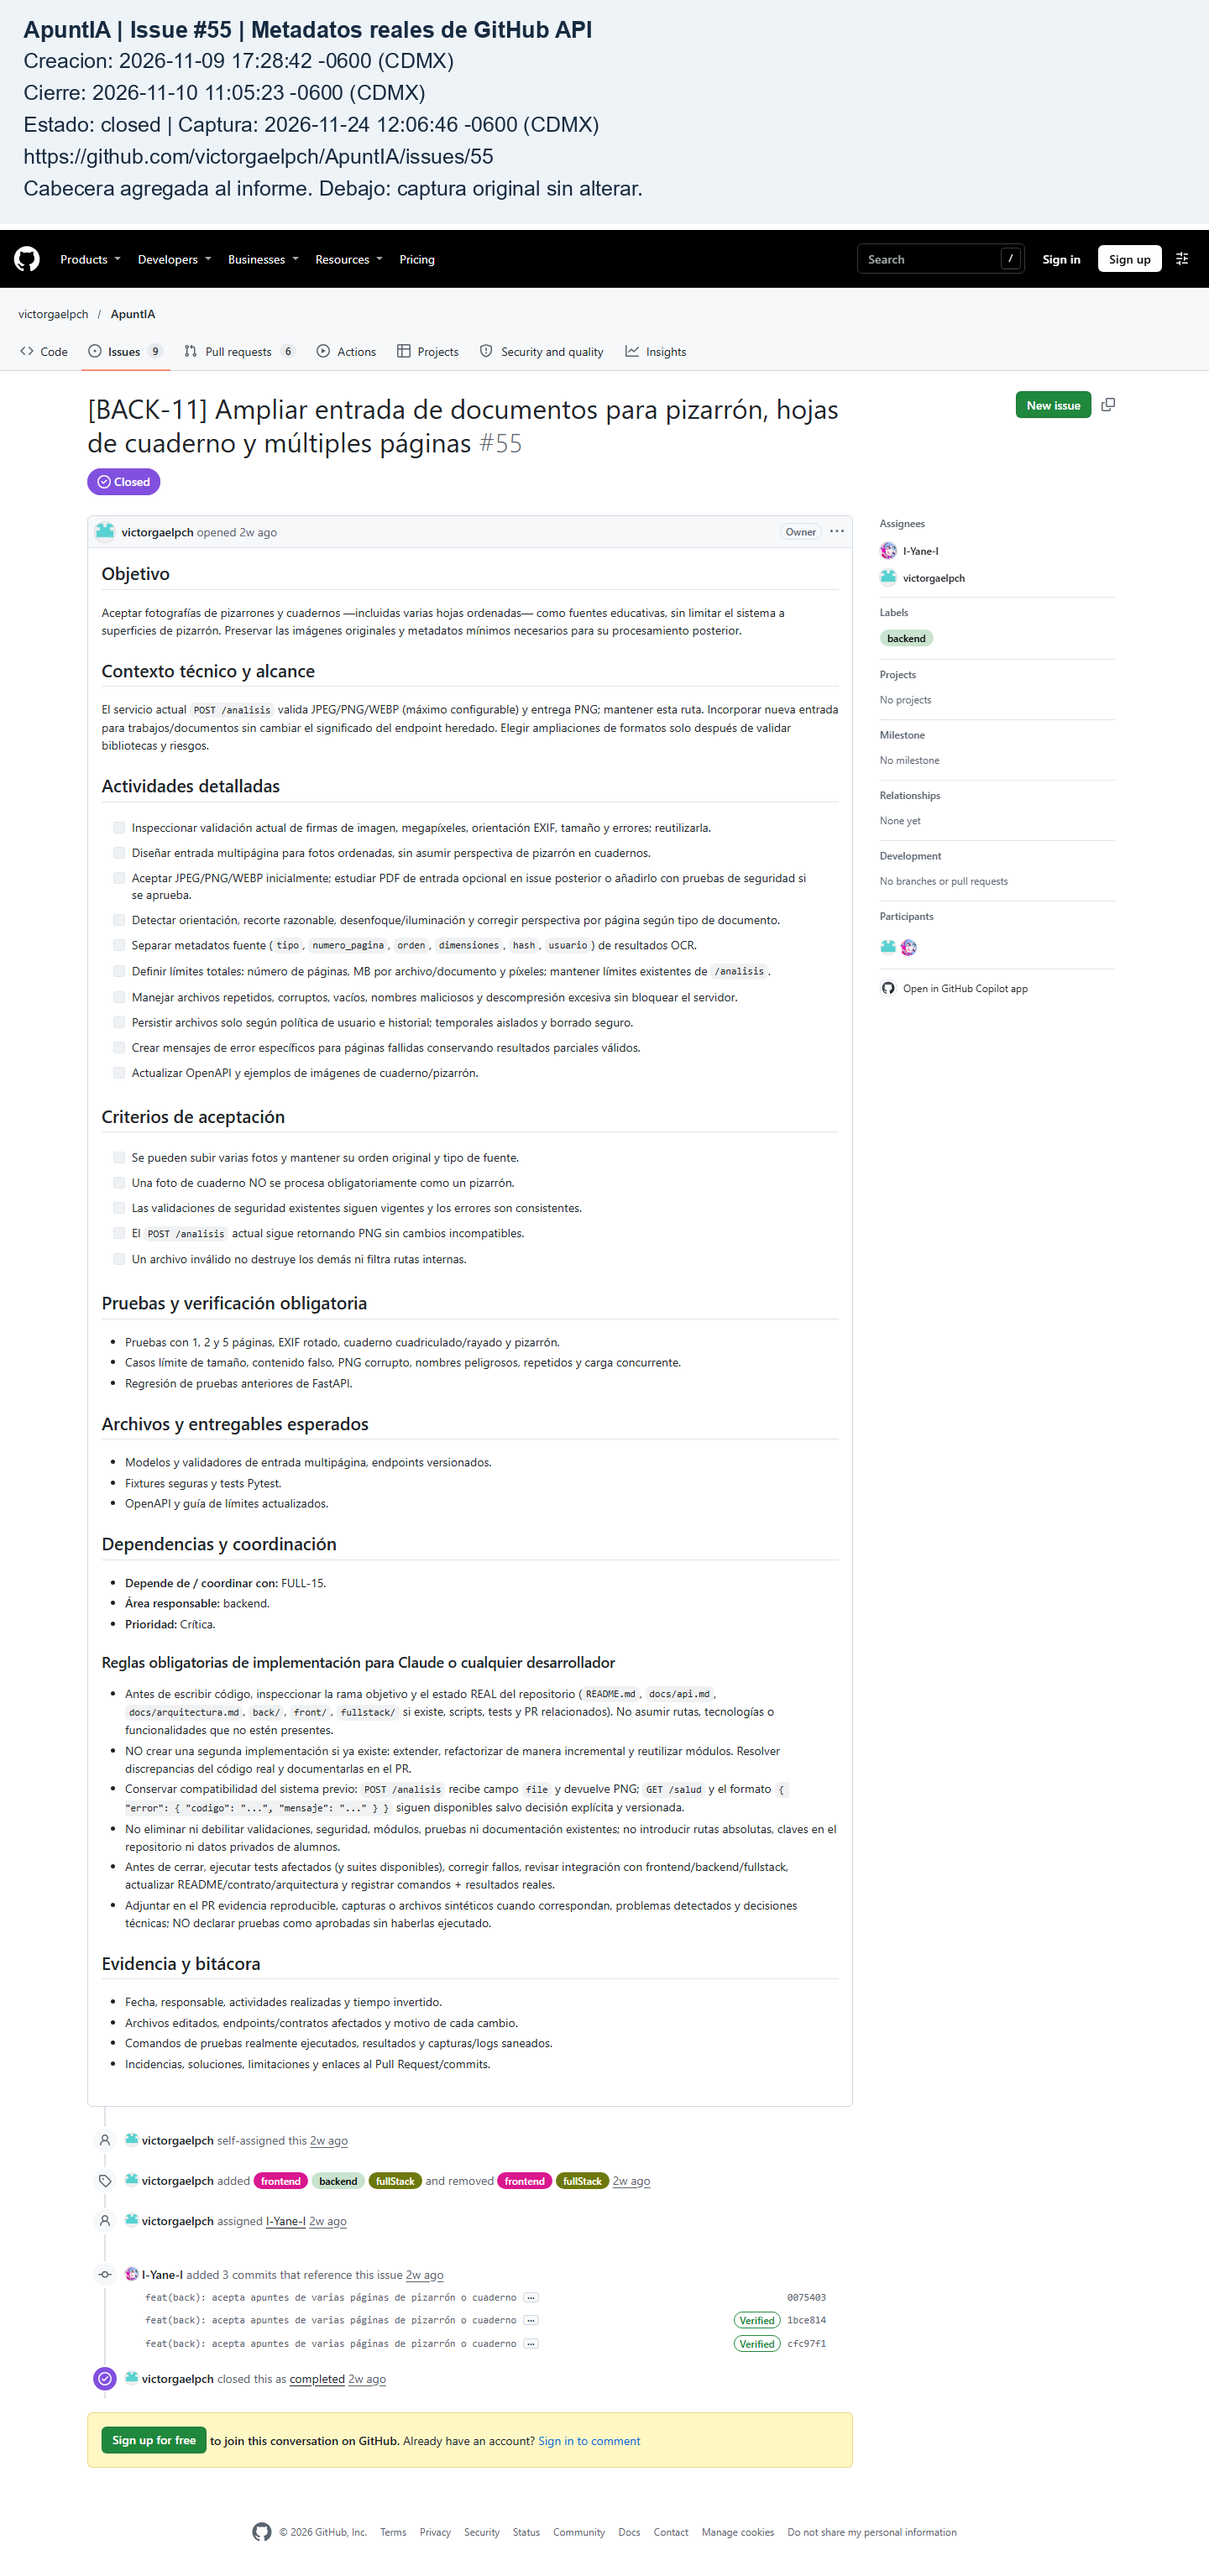 ApuntIA | Issue #55 | Metadatos reales de GitHub API
Creacion: 2026-11-09 17:28:42 -0600 (CDMX)
Cierre: 2026-11-10 11:05:23 -0600 (CDMX)
Estado: closed | Captura: 2026-11-24 12:06:46 -0600 (CDMX)
https://github.com/victorgaelpch/ApuntIA/issues/55
Cabecera agregada al informe. Debajo: captura original sin alterar.
Products Developers Businesses Resources Pricing Search / Sign in Sign up
victorgaelpch / ApuntIA
Code Issues 9 Pull requests 6 Actions Projects Security and quality Insights
[BACK-11] Ampliar entrada de documentos para pizarrón, hojas
de cuaderno y múltiples páginas #55
New issue
Closed
victorgaelpch opened 2w ago Owner ...
Objetivo
Aceptar fotografías de pizarrones y cuadernos —incluidas varias hojas ordenadas— como fuentes educativas, sin limitar el sistema a
superficies de pizarrón. Preservar las imágenes originales y metadatos mínimos necesarios para su procesamiento posterior.
Contexto técnico y alcance
El servicio actual POST /analisis valida JPEG/PNG/WEBP (máximo configurable) y entrega PNG; mantener esta ruta. Incorporar nueva entrada
para trabajos/documentos sin cambiar el significado del endpoint heredado. Elegir ampliaciones de formatos solo después de validar
bibliotecas y riesgos.
Actividades detalladas
Inspeccionar validación actual de firmas de imagen, megapíxeles, orientación EXIF, tamaño y errores; reutilizarla.
Diseñar entrada multipágina para fotos ordenadas, sin asumir perspectiva de pizarrón en cuadernos.
Aceptar JPEG/PNG/WEBP inicialmente; estudiar PDF de entrada opcional en issue posterior o añadirlo con pruebas de seguridad si
se aprueba.
Detectar orientación, recorte razonable, desenfoque/iluminación y corregir perspectiva por página según tipo de documento.
Separar metadatos fuente ( tipo , numero_pagina , orden , dimensiones , hash , usuario ) de resultados OCR.
Definir límites totales: número de páginas, MB por archivo/documento y píxeles; mantener límites existentes de /analisis .
Manejar archivos repetidos, corruptos, vacíos, nombres maliciosos y descompresión excesiva sin bloquear el servidor.
Persistir archivos solo según política de usuario e historial; temporales aislados y borrado seguro.
Crear mensajes de error específicos para páginas fallidas conservando resultados parciales válidos.
Actualizar OpenAPI y ejemplos de imágenes de cuaderno/pizarrón.
Criterios de aceptación
Se pueden subir varias fotos y mantener su orden original y tipo de fuente.
Una foto de cuaderno NO se procesa obligatoriamente como un pizarrón.
Las validaciones de seguridad existentes siguen vigentes y los errores son consistentes.
El POST /analisis actual sigue retornando PNG sin cambios incompatibles.
Un archivo inválido no destruye los demás ni filtra rutas internas.
Pruebas y verificación obligatoria
Pruebas con 1, 2 y 5 páginas, EXIF rotado, cuaderno cuadriculado/rayado y pizarrón.
Casos límite de tamaño, contenido falso, PNG corrupto, nombres peligrosos, repetidos y carga concurrente.
Regresión de pruebas anteriores de FastAPI.
Archivos y entregables esperados
Modelos y validadores de entrada multipágina, endpoints versionados.
Fixtures seguras y tests Pytest.
OpenAPI y guía de límites actualizados.
Dependencias y coordinación
Depende de / coordinar con: FULL-15.
Área responsable: backend.
Prioridad: Crítica.
Reglas obligatorias de implementación para Claude o cualquier desarrollador
Antes de escribir código, inspeccionar la rama objetivo y el estado REAL del repositorio ( README.md , docs/api.md ,
docs/arquitectura.md , back/ , front/ , fullstack/ si existe, scripts, tests y PR relacionados). No asumir rutas, tecnologías o
funcionalidades que no estén presentes.
NO crear una segunda implementación si ya existe: extender, refactorizar de manera incremental y reutilizar módulos. Resolver
discrepancias del código real y documentarlas en el PR.
Conservar compatibilidad del sistema previo: POST /analisis recibe campo file y devuelve PNG; GET /salud y el formato {
"error": { "codigo": "...", "mensaje": "..." } } siguen disponibles salvo decisión explícita y versionada.
No eliminar ni debilitar validaciones, seguridad, módulos, pruebas ni documentación existentes; no introducir rutas absolutas, claves en el
repositorio ni datos privados de alumnos.
Antes de cerrar, ejecutar tests afectados (y suites disponibles), corregir fallos, revisar integración con frontend/backend/fullstack,
actualizar README/contrato/arquitectura y registrar comandos + resultados reales.
Adjuntar en el PR evidencia reproducible, capturas o archivos sintéticos cuando correspondan, problemas detectados y decisiones
técnicas; NO declarar pruebas como aprobadas sin haberlas ejecutado.
Evidencia y bitácora
Fecha, responsable, actividades realizadas y tiempo invertido.
Archivos editados, endpoints/contratos afectados y motivo de cada cambio.
Comandos de pruebas realmente ejecutados, resultados y capturas/logs saneados.
Incidencias, soluciones, limitaciones y enlaces al Pull Request/commits.
victorgaelpch self-assigned this 2w ago
victorgaelpch added frontend backend fullStack and removed frontend fullStack 2w ago
victorgaelpch assigned I-Yane-I 2w ago
I-Yane-I added 3 commits that reference this issue 2w ago
feat(back): acepta apuntes de varias páginas de pizarrón o cuaderno ... 0075403
feat(back): acepta apuntes de varias páginas de pizarrón o cuaderno ... Verified 1bce814
feat(back): acepta apuntes de varias páginas de pizarrón o cuaderno ... Verified cfc97f1
victorgaelpch closed this as completed 2w ago
Sign up for free to join this conversation on GitHub. Already have an account? Sign in to comment
Assignees
I-Yane-I
victorgaelpch
Labels
backend
Projects
No projects
Milestone
No milestone
Relationships
None yet
Development
No branches or pull requests
Participants
Open in GitHub Copilot app
© 2026 GitHub, Inc. Terms Privacy Security Status Community Docs Contact Manage cookies Do not share my personal information